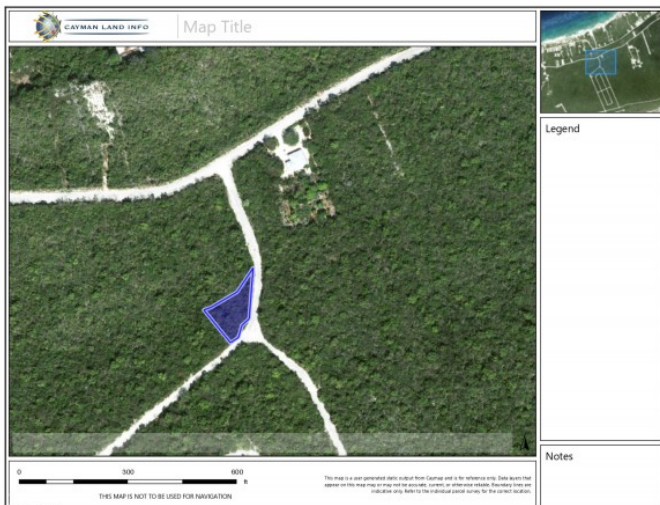 CAYMAN LAND INFO
Map Title
Legend
Notes
0 300 600
ft
THIS MAP IS NOT TO BE USED FOR NAVIGATION
This map is a user generated static output from Caymap and is for reference only. Data layers that
appear on this map may or may not be accurate, current, or otherwise reliable. Boundary lines are
indicative only. Refer to the individual parcel survey for the correct location.